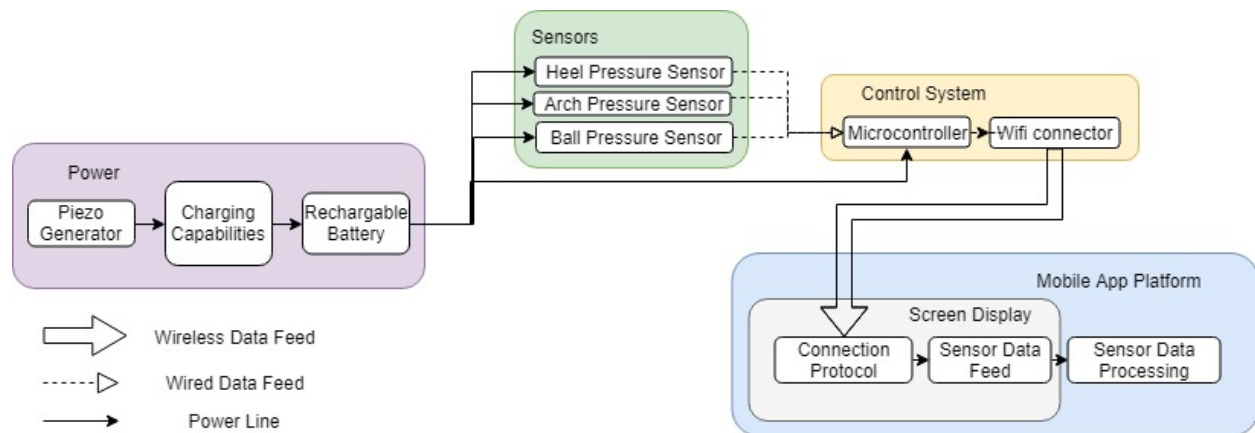 Sensors
Heel Pressure Sensor
Arch Pressure Sensor
Ball Pressure Sensor
Control System
Microcontroller
Wifi connector
Power
Piezo
Generator
Charging
Capabilities
Rechargable
Battery
Mobile App Platform
Screen Display
Connection
Protocol
Sensor Data
Feed
Sensor Data
Processing
Wireless Data Feed
Wired Data Feed
Power Line